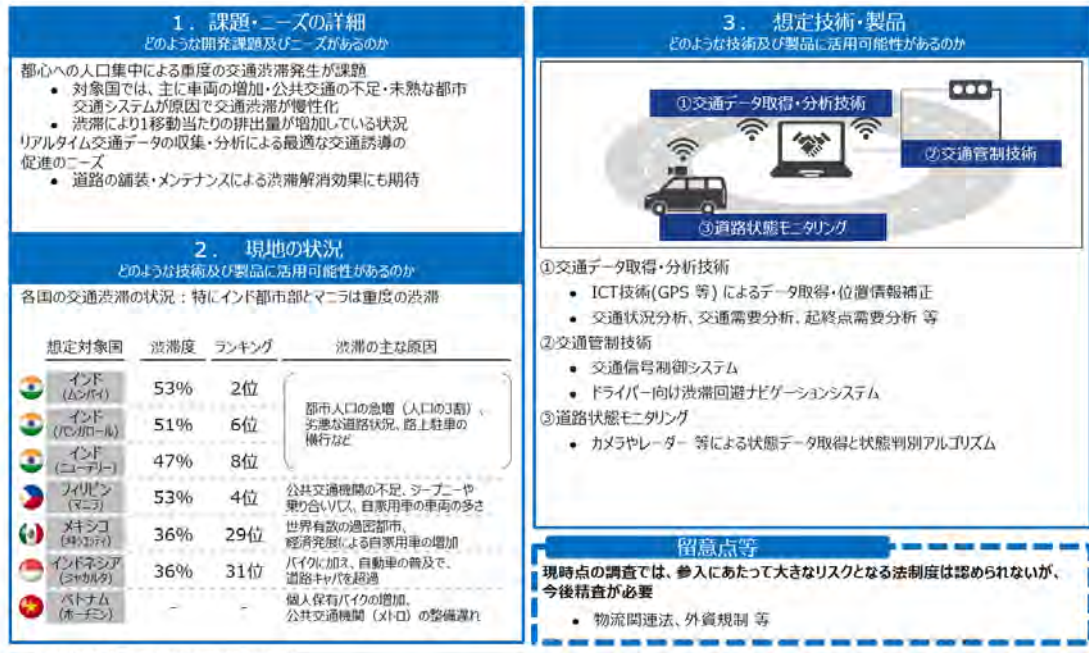 1. 課題・ニーズの詳細
どのような開発課題及びニーズがあるのか
都心への人口集中による重度の交通渋滞発生が課題
• 対象国では、主に車両の増加・公共交通の不足・未熟な都市
交通システムが原因で交通渋滞が慢性化
• 渋滞により1移動当たりの排出量が増加している状況
リアルタイム交通データの収集・分析による最適な交通誘導の
促進のニーズ
• 道路の舗装・メンテナンスによる渋滞解消効果にも期待
2. 現地の状況
どのような技術及び製品に活用可能性があるのか
各国の交通渋滞の状況：特にインド都市部とマニラは重度の渋滞
想定対象国 渋滞度 ランキング 渋滞の主な原因
インド
(ムンバイ)
53% 2位
インド
(バンガロール)
51% 6位
インド
(ニューデリー)
47% 8位
都市人口の急増（人口の3割）、
劣悪な道路状況、路上駐車の
横行など
フィリピン
(マニラ)
53% 4位
公共交通機関の不足、ジープニーや
乗り合いバス、自家用車の車両の多さ
メキシコ
(メキシコシティ)
36% 29位
世界有数の過密都市、
経済発展による自家用車の増加
インドネシア
(ジャカルタ)
36% 31位
バイクに加え、自動車の普及で、
道路キャパを超過
ベトナム
(ホーチミン)
- -
個人保有バイクの増加、
公共交通機関（メトロ）の整備遅れ
3. 想定技術・製品
どのような技術及び製品に活用可能性があるのか
①交通データ取得・分析技術
②交通管制技術
③道路状態モニタリング
①交通データ取得・分析技術
• ICT技術(GPS 等) によるデータ取得・位置情報補正
• 交通状況分析、交通需要分析、起終点需要分析 等
②交通管制技術
• 交通信号制御システム
• ドライバー向け渋滞回避ナビゲーションシステム
③道路状態モニタリング
• カメラやレーダー 等による状態データ取得と状態判別アルゴリズム
留意点等
現時点の調査では、参入にあたって大きなリスクとなる法制度は認められないが、
今後精査が必要
• 物流関連法、外資規制 等